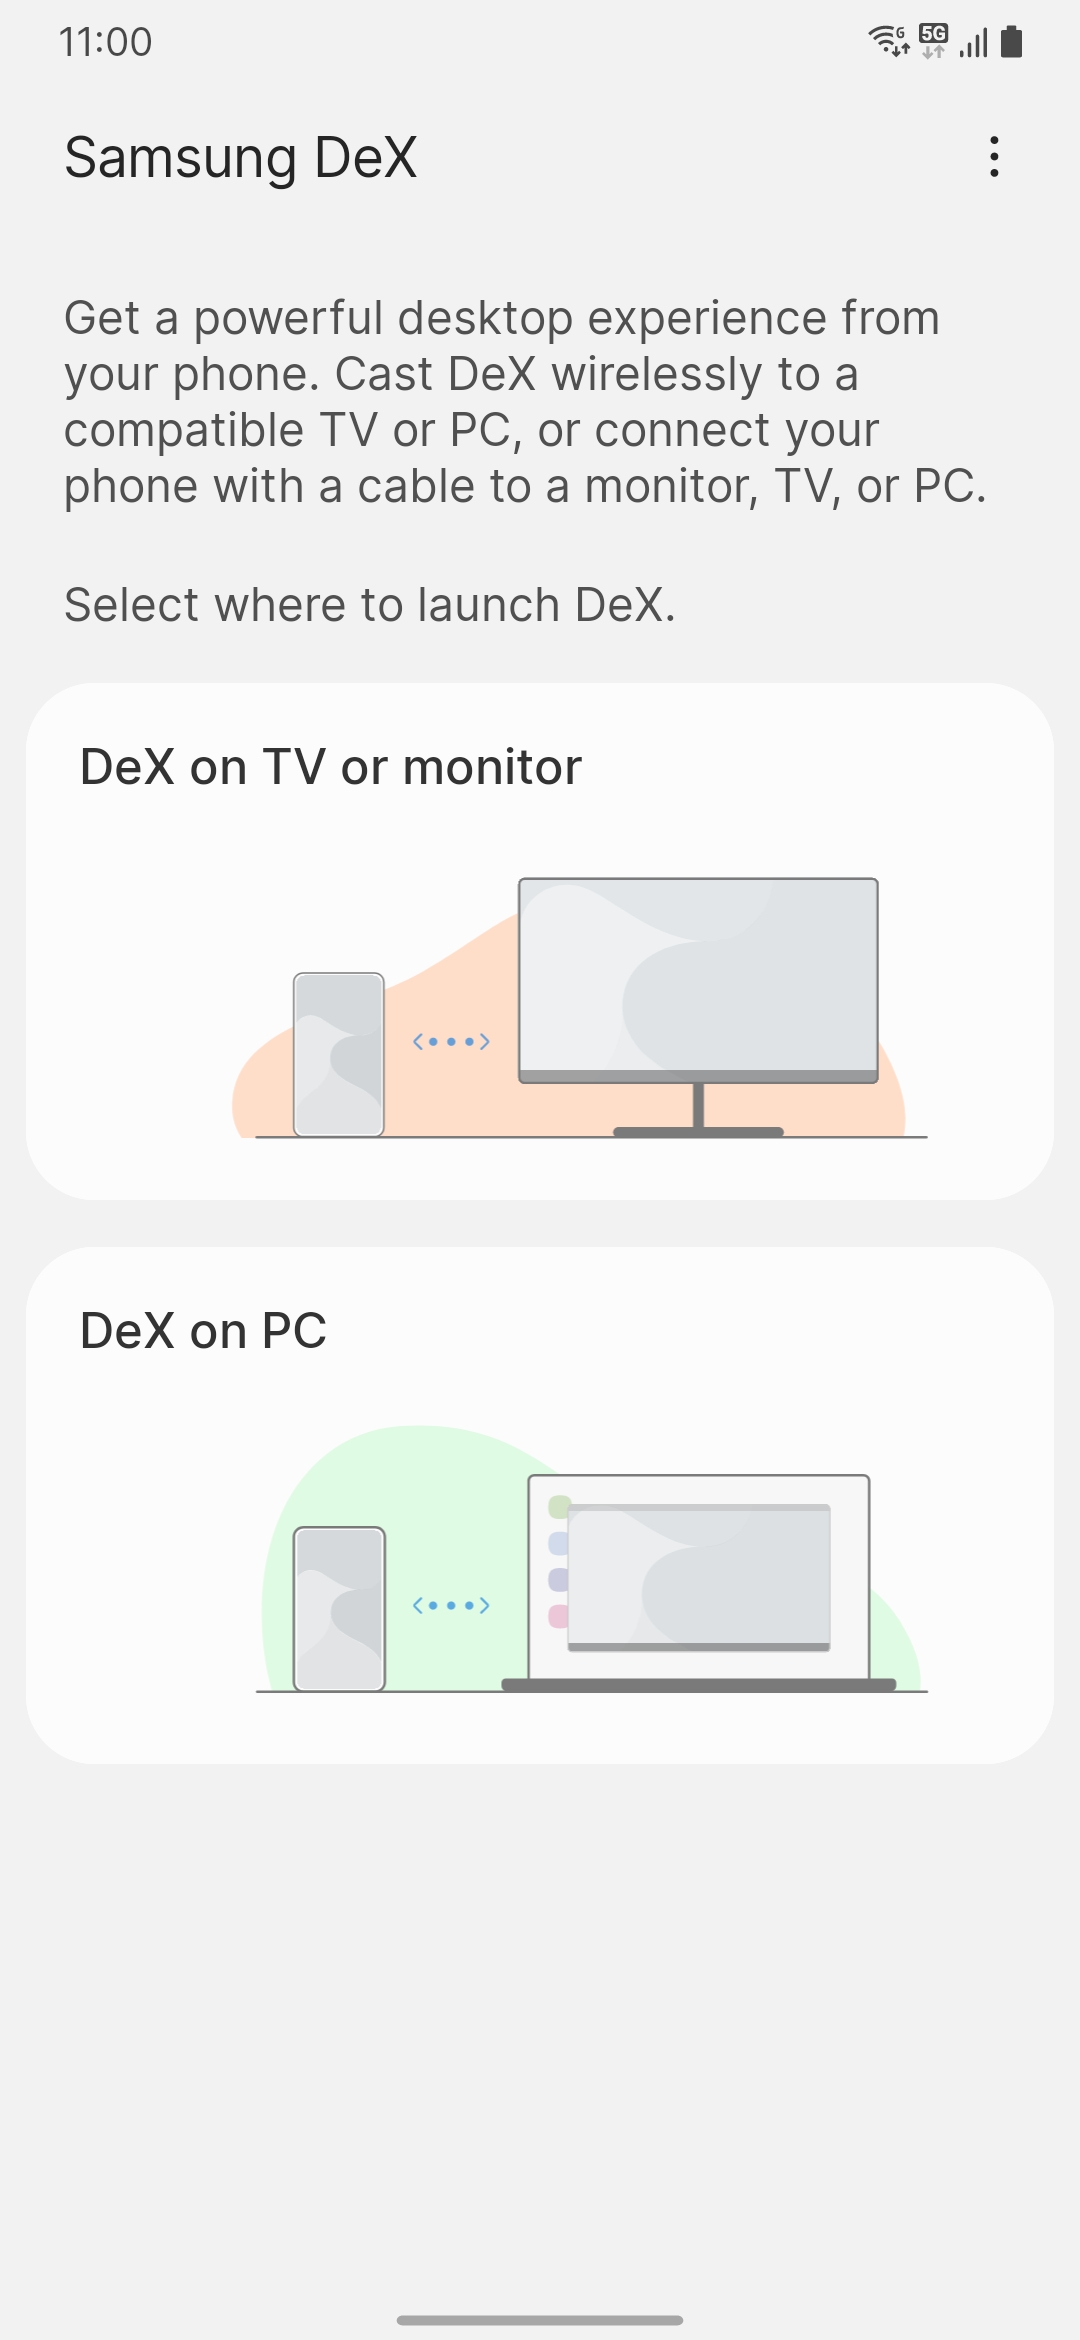 11:00
G
5G
Samsung DeX
Get a powerful desktop experience from
your phone. Cast DeX wirelessly to a
compatible TV or PC, or connect your
phone with a cable to a monitor, TV, or PC.
Select where to launch DeX.
DeX on TV or monitor
DeX on PC